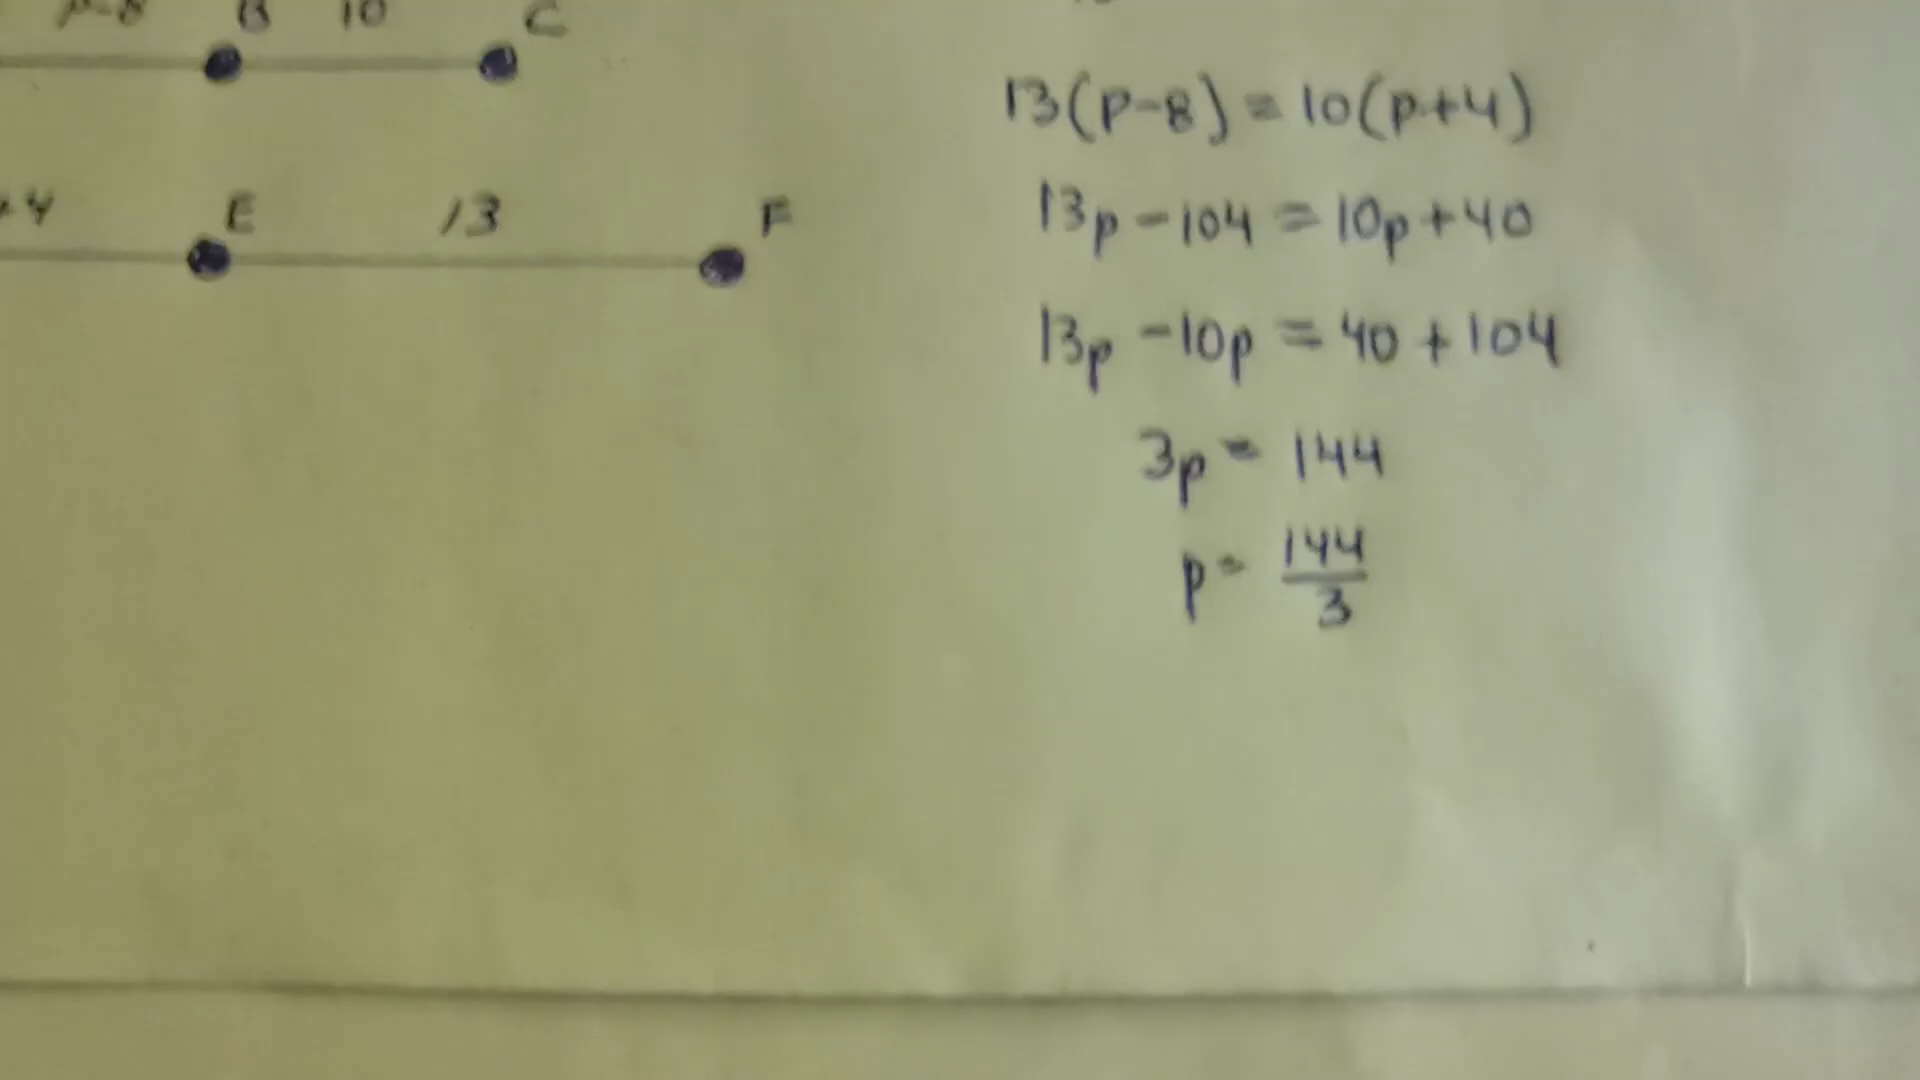 B 10 C
E 13 F
13(p-8)=10(p+4)
13p-104=10p+40
13p-10p=40+104
3p=144
p=144/3